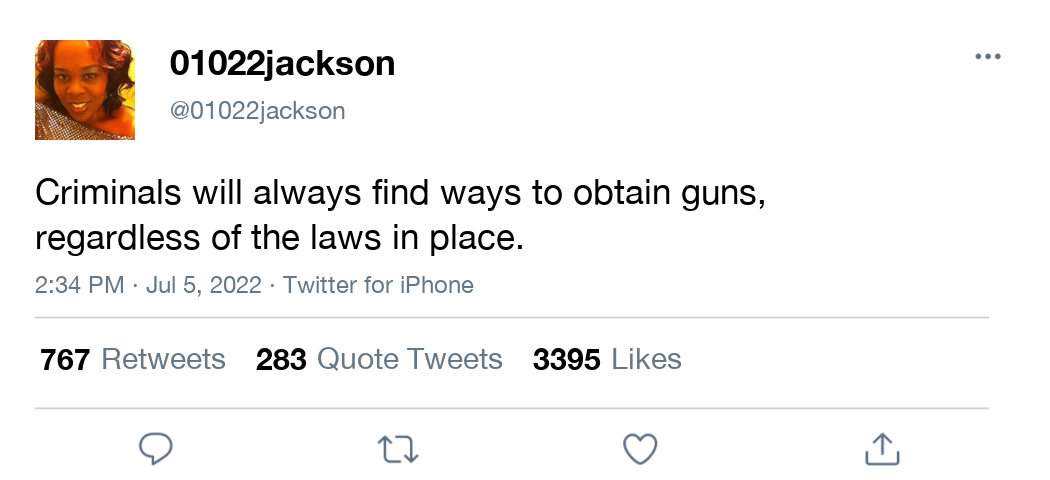 01022jackson
@01022jackson
Criminals will always find ways to obtain guns,
regardless of the laws in place.
2:34 PM · Jul 5, 2022 · Twitter for iPhone
767 Retweets 283 Quote Tweets 3395 Likes